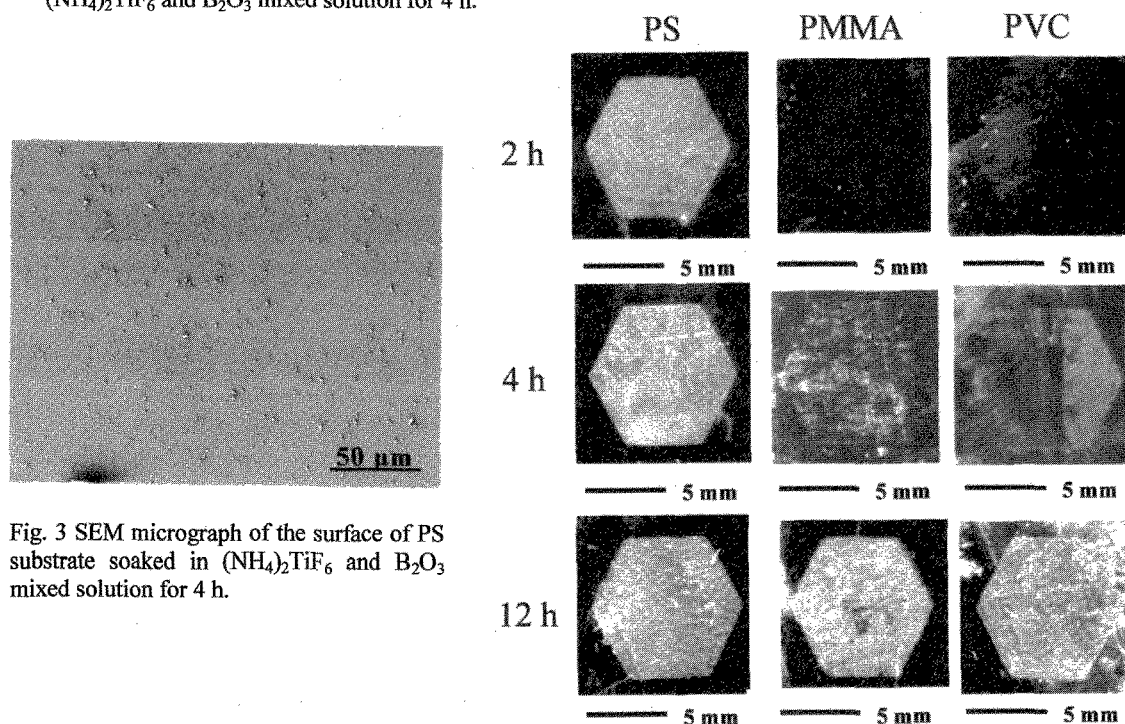 (NH₄)₂TiF₆ and B₂O₃ mixed solution for 4 h.
50 μm
Fig. 3 SEM micrograph of the surface of PS
substrate soaked in (NH₄)₂TiF₆ and B₂O₃
mixed solution for 4 h.
PS PMMA PVC
2 h
5 mm 5 mm 5 mm
4 h
5 mm 5 mm 5 mm
12 h
5 mm 5 mm 5 mm